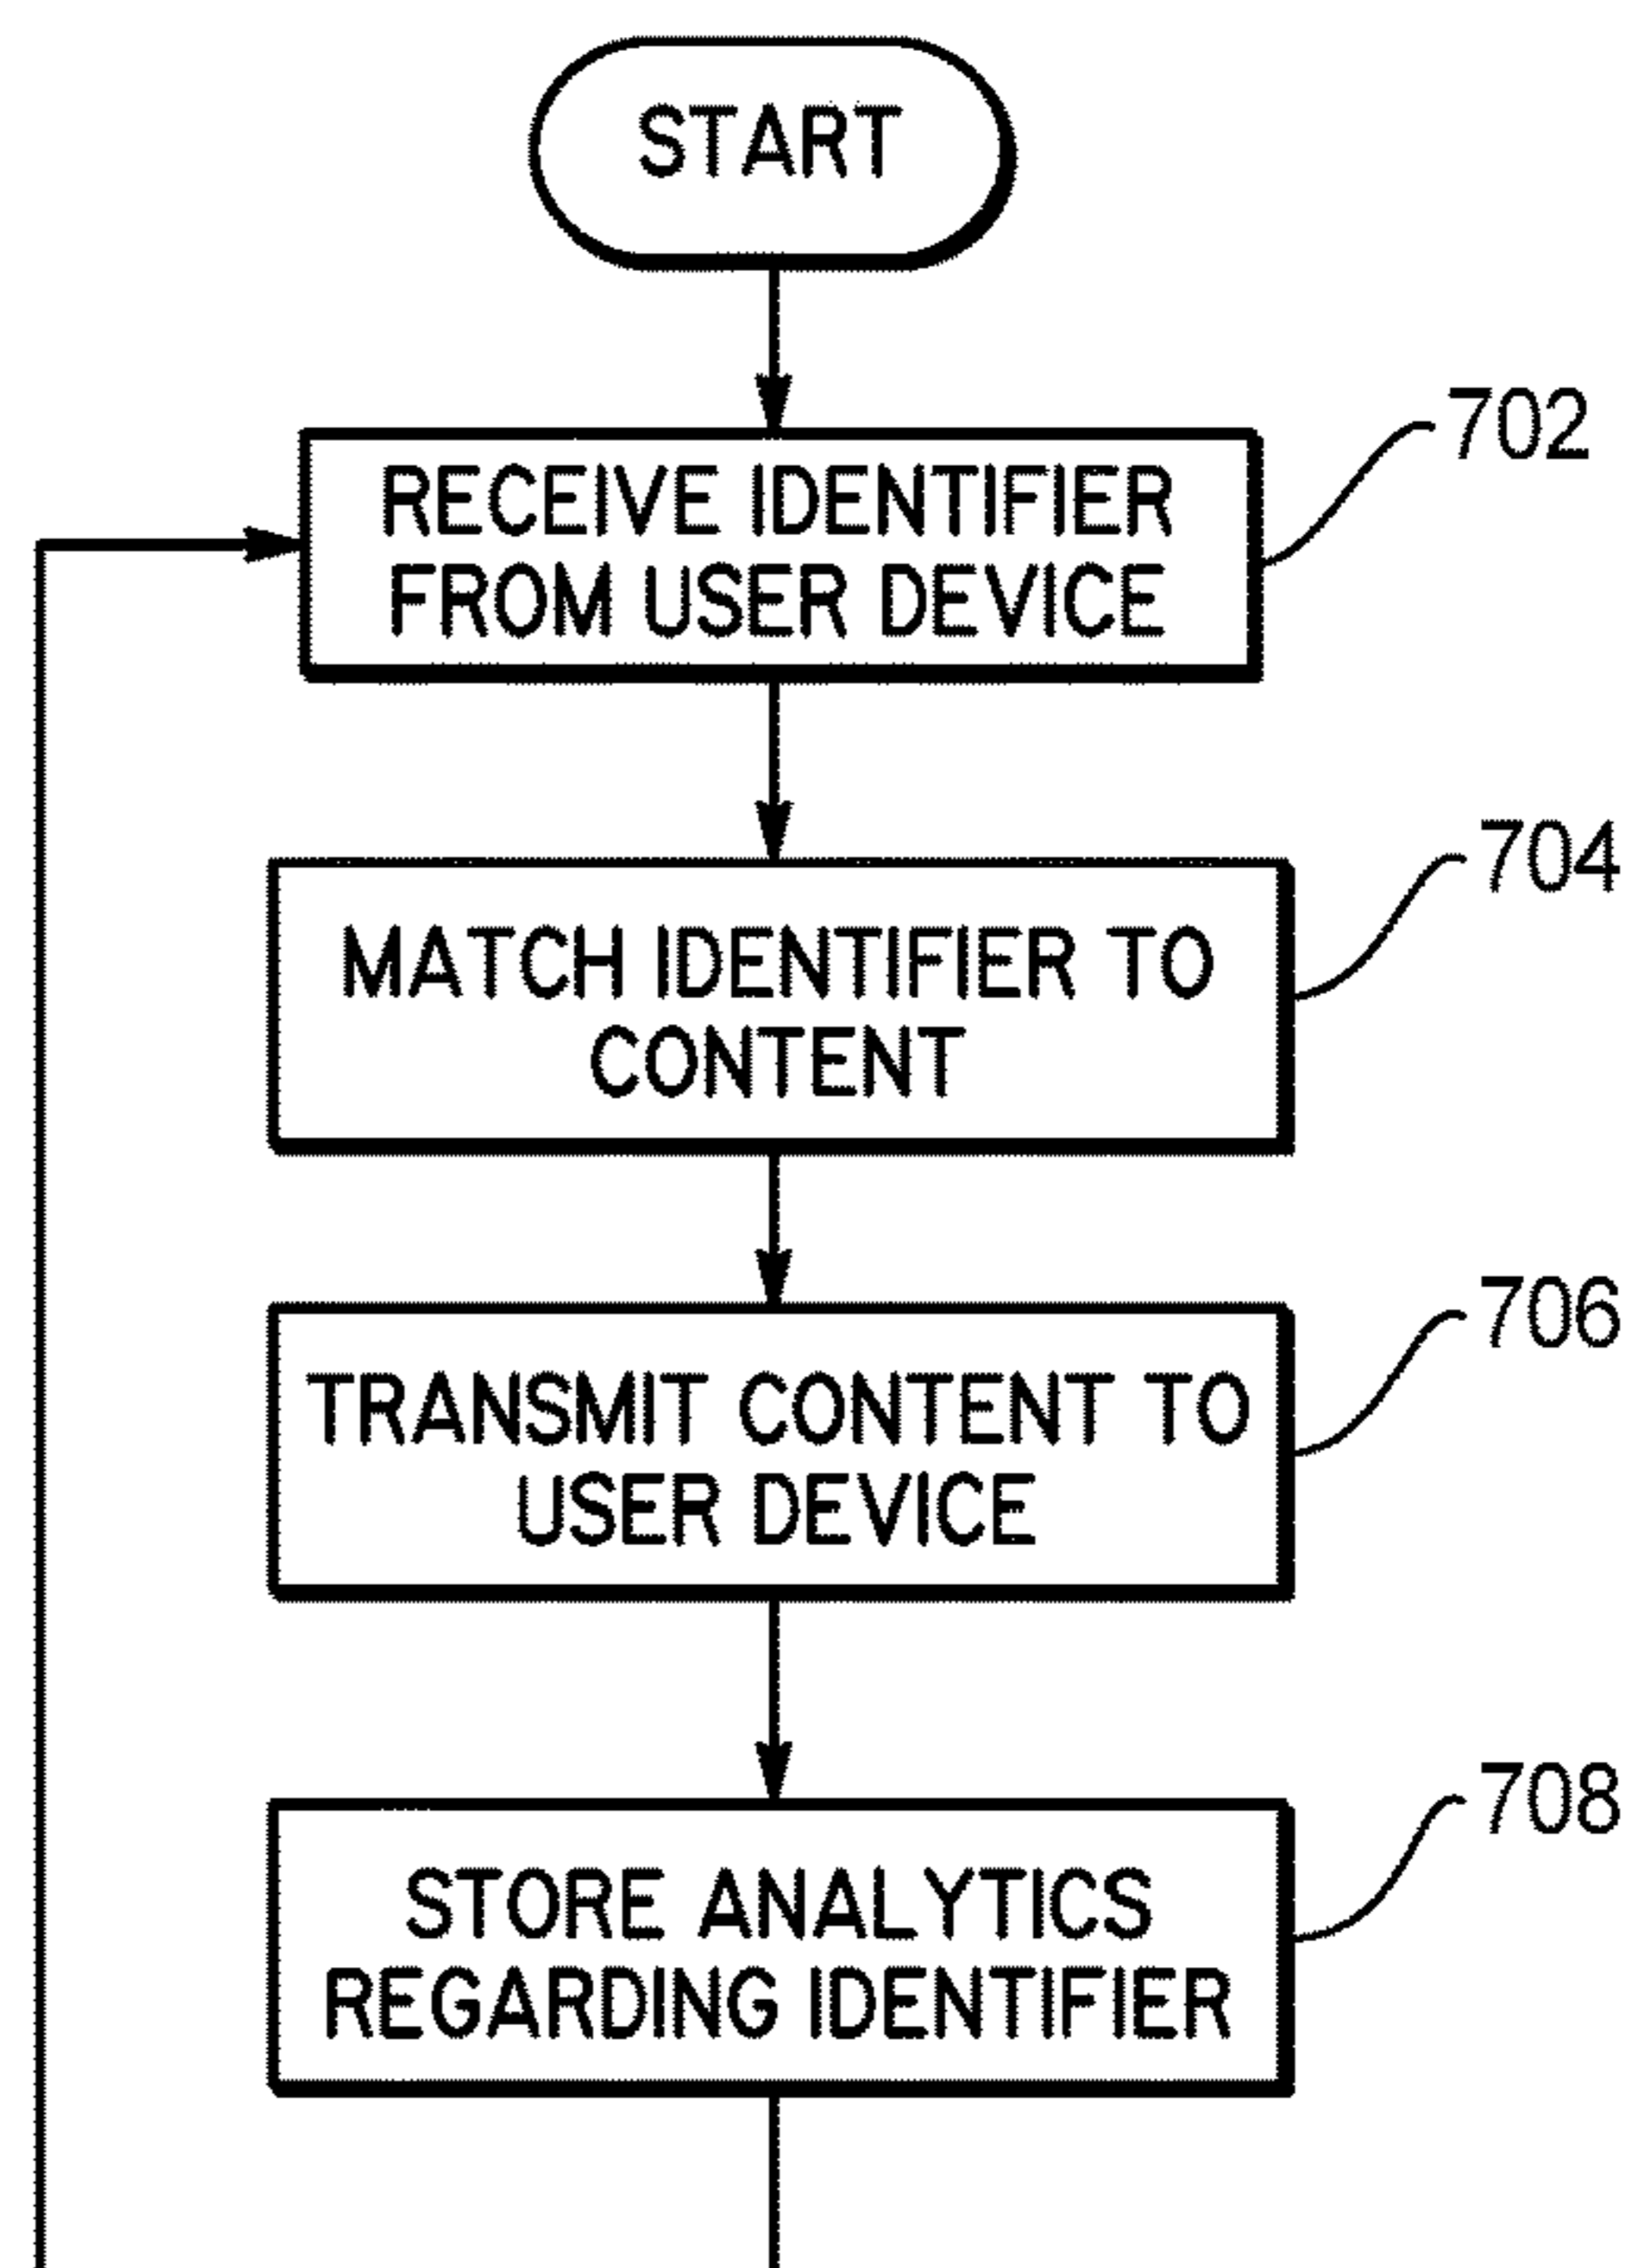 START
702
RECEIVE IDENTIFIER
FROM USER DEVICE
704
MATCH IDENTIFIER TO
CONTENT
706
TRANSMIT CONTENT TO
USER DEVICE
708
STORE ANALYTICS
REGARDING IDENTIFIER